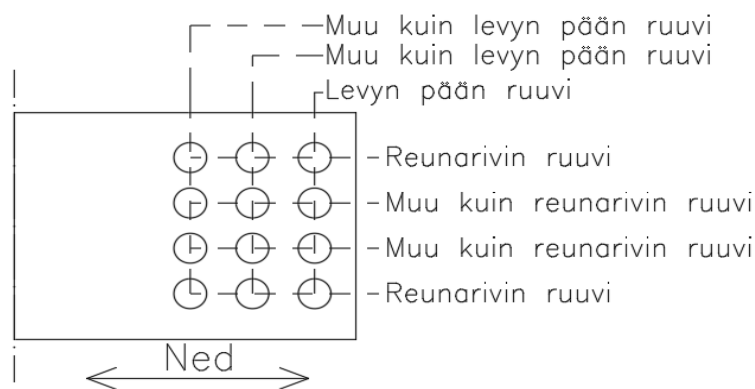 Muu kuin levyn pään ruuvi
Muu kuin levyn pään ruuvi
Levyn pään ruuvi
Reunarivin ruuvi
Muu kuin reunarivin ruuvi
Muu kuin reunarivin ruuvi
Reunarivin ruuvi
Ned